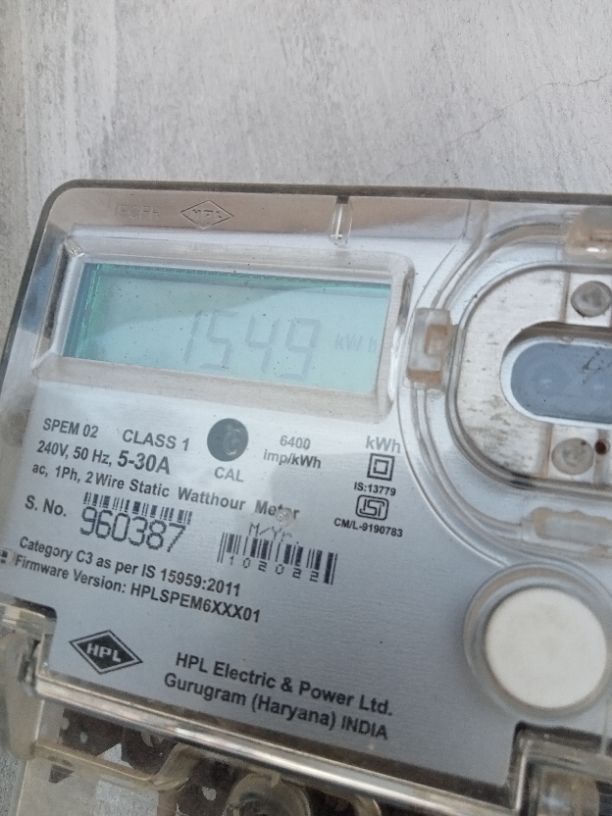 HPL
1549 kWh
SPEM 02 CLASS 1 6400 kWh
240V, 50 Hz, 5-30A CAL imp/kWh
ac, 1Ph, 2 Wire Static Watthour Meter IS:13779
S. No. 960387 M/Yr. CM/L-9190783
102022
Category C3 as per IS 15959:2011
Firmware Version: HPLSPEM6XXX01
HPL HPL Electric & Power Ltd.
Gurugram (Haryana) INDIA